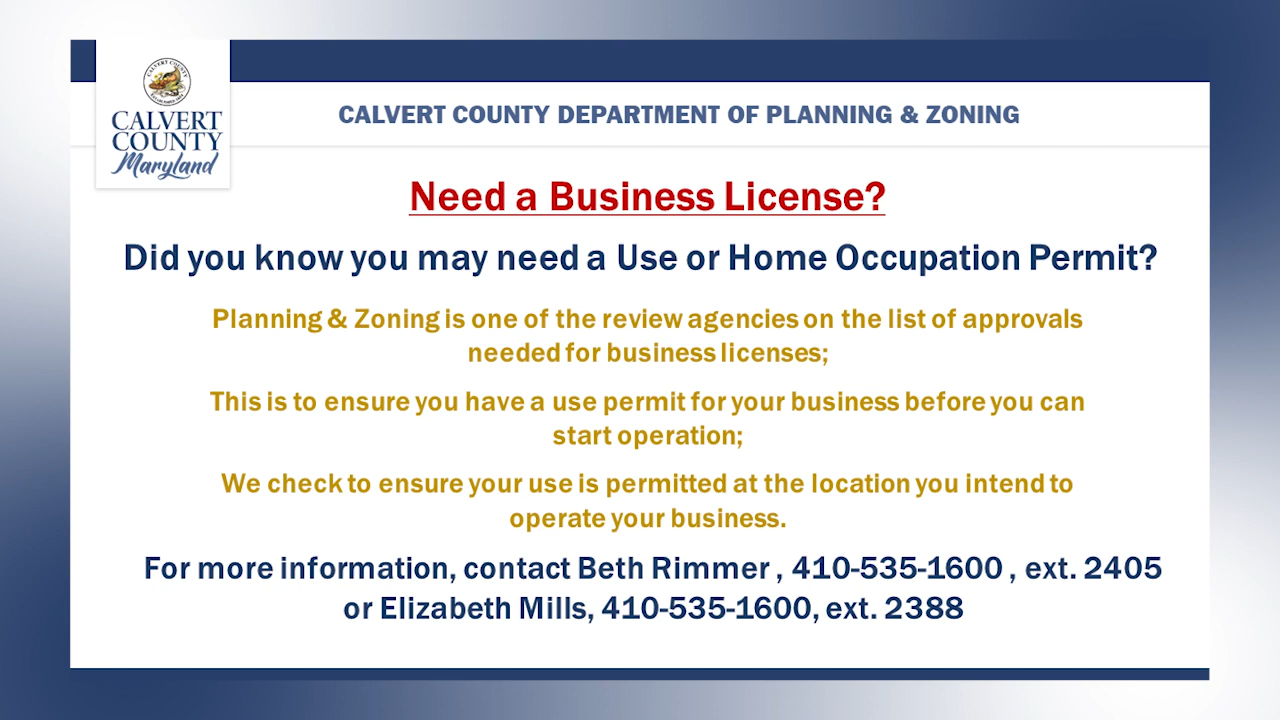 CALVERT COUNTY
CALVERT
COUNTY
Maryland
CALVERT COUNTY DEPARTMENT OF PLANNING & ZONING
Need a Business License?
Did you know you may need a Use or Home Occupation Permit?
Planning & Zoning is one of the review agencies on the list of approvals
needed for business licenses;
This is to ensure you have a use permit for your business before you can
start operation;
We check to ensure your use is permitted at the location you intend to
operate your business.
For more information, contact Beth Rimmer , 410-535-1600 , ext. 2405
or Elizabeth Mills, 410-535-1600, ext. 2388